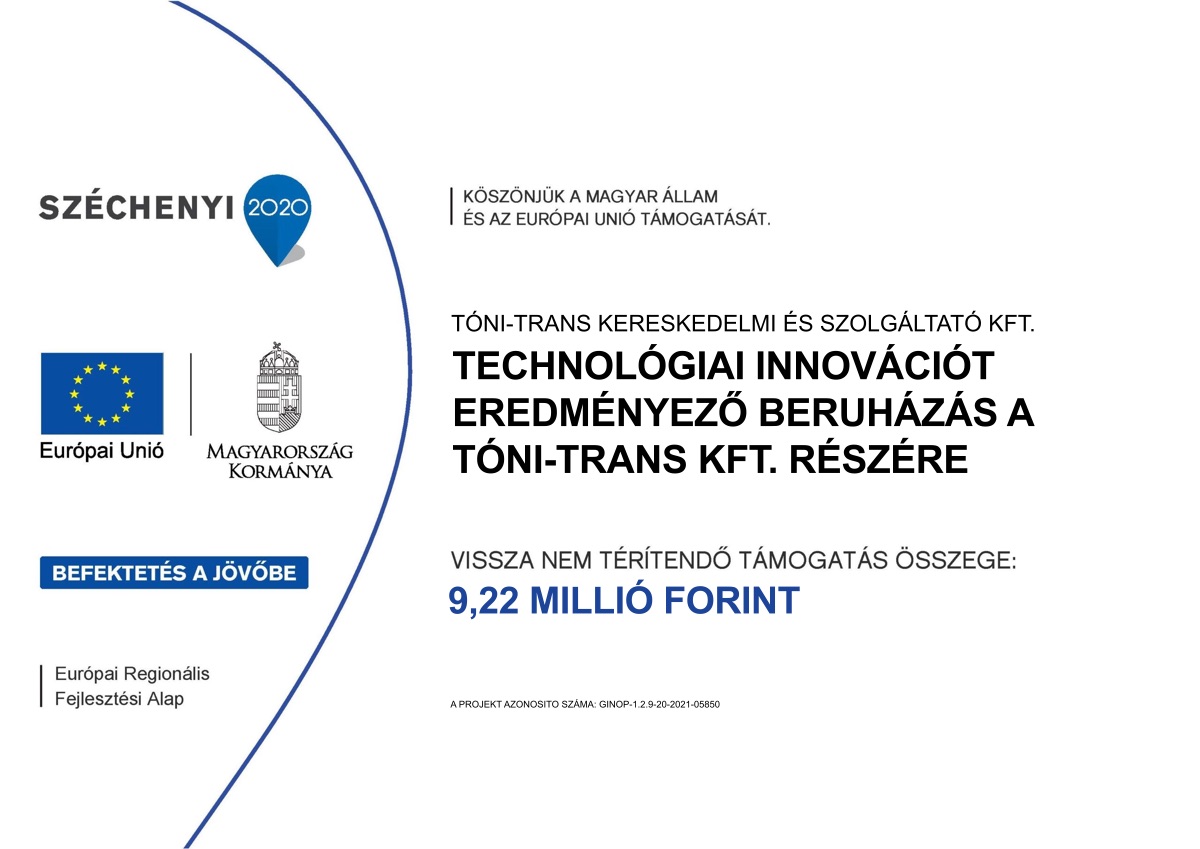 SZÉCHENYI 2020
Európai Unió
MAGYARORSZÁG
KORMÁNYA
BEFEKTETÉS A JÖVŐBE
Európai Regionális
Fejlesztési Alap
KÖSZÖNJÜK A MAGYAR ÁLLAM
ÉS AZ EURÓPAI UNIÓ TÁMOGATÁSÁT.
TÓNI-TRANS KERESKEDELMI ÉS SZOLGÁLTATÓ KFT.
TECHNOLÓGIAI INNOVÁCIÓT
EREDMÉNYEZŐ BERUHÁZÁS A
TÓNI-TRANS KFT. RÉSZÉRE
VISSZA NEM TÉRÍTENDŐ TÁMOGATÁS ÖSSZEGE:
9,22 MILLIÓ FORINT
A PROJEKT AZONOSITO SZÁMA: GINOP-1.2.9-20-2021-05850